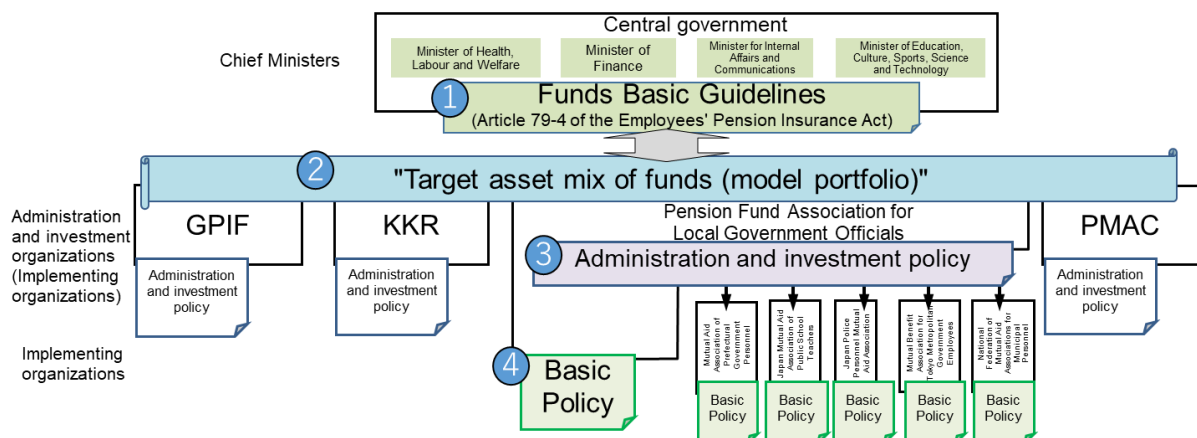 Central government
Chief Ministers
Minister of Health,
Labour and Welfare
Minister of
Finance
Minister for Internal
Affairs and
Communications
Minister of Education,
Culture, Sports, Science
and Technology
1
Funds Basic Guidelines
(Article 79-4 of the Employees' Pension Insurance Act)
2
"Target asset mix of funds (model portfolio)"
Administration
and investment
organizations
(Implementing
organizations)
GPIF
Administration
and investment
policy
KKR
Administration
and investment
policy
Pension Fund Association for
Local Government Officials
3
Administration and investment policy
PMAC
Administration
and investment
policy
Implementing
organizations
4
Basic
Policy
Mutual Aid
Association of
Prefectural
Government
Personnel
Basic
Policy
Japan Mutual Aid
Association of
Public School
Teachers
Basic
Policy
Japan Police
Personnel Mutual
Aid Association
Basic
Policy
Mutual Benefit
Association for
Tokyo Metropolitan
Government
Employees
Basic
Policy
National
Federation of
Mutual Aid
Associations for
Municipal
Personnel
Basic
Policy